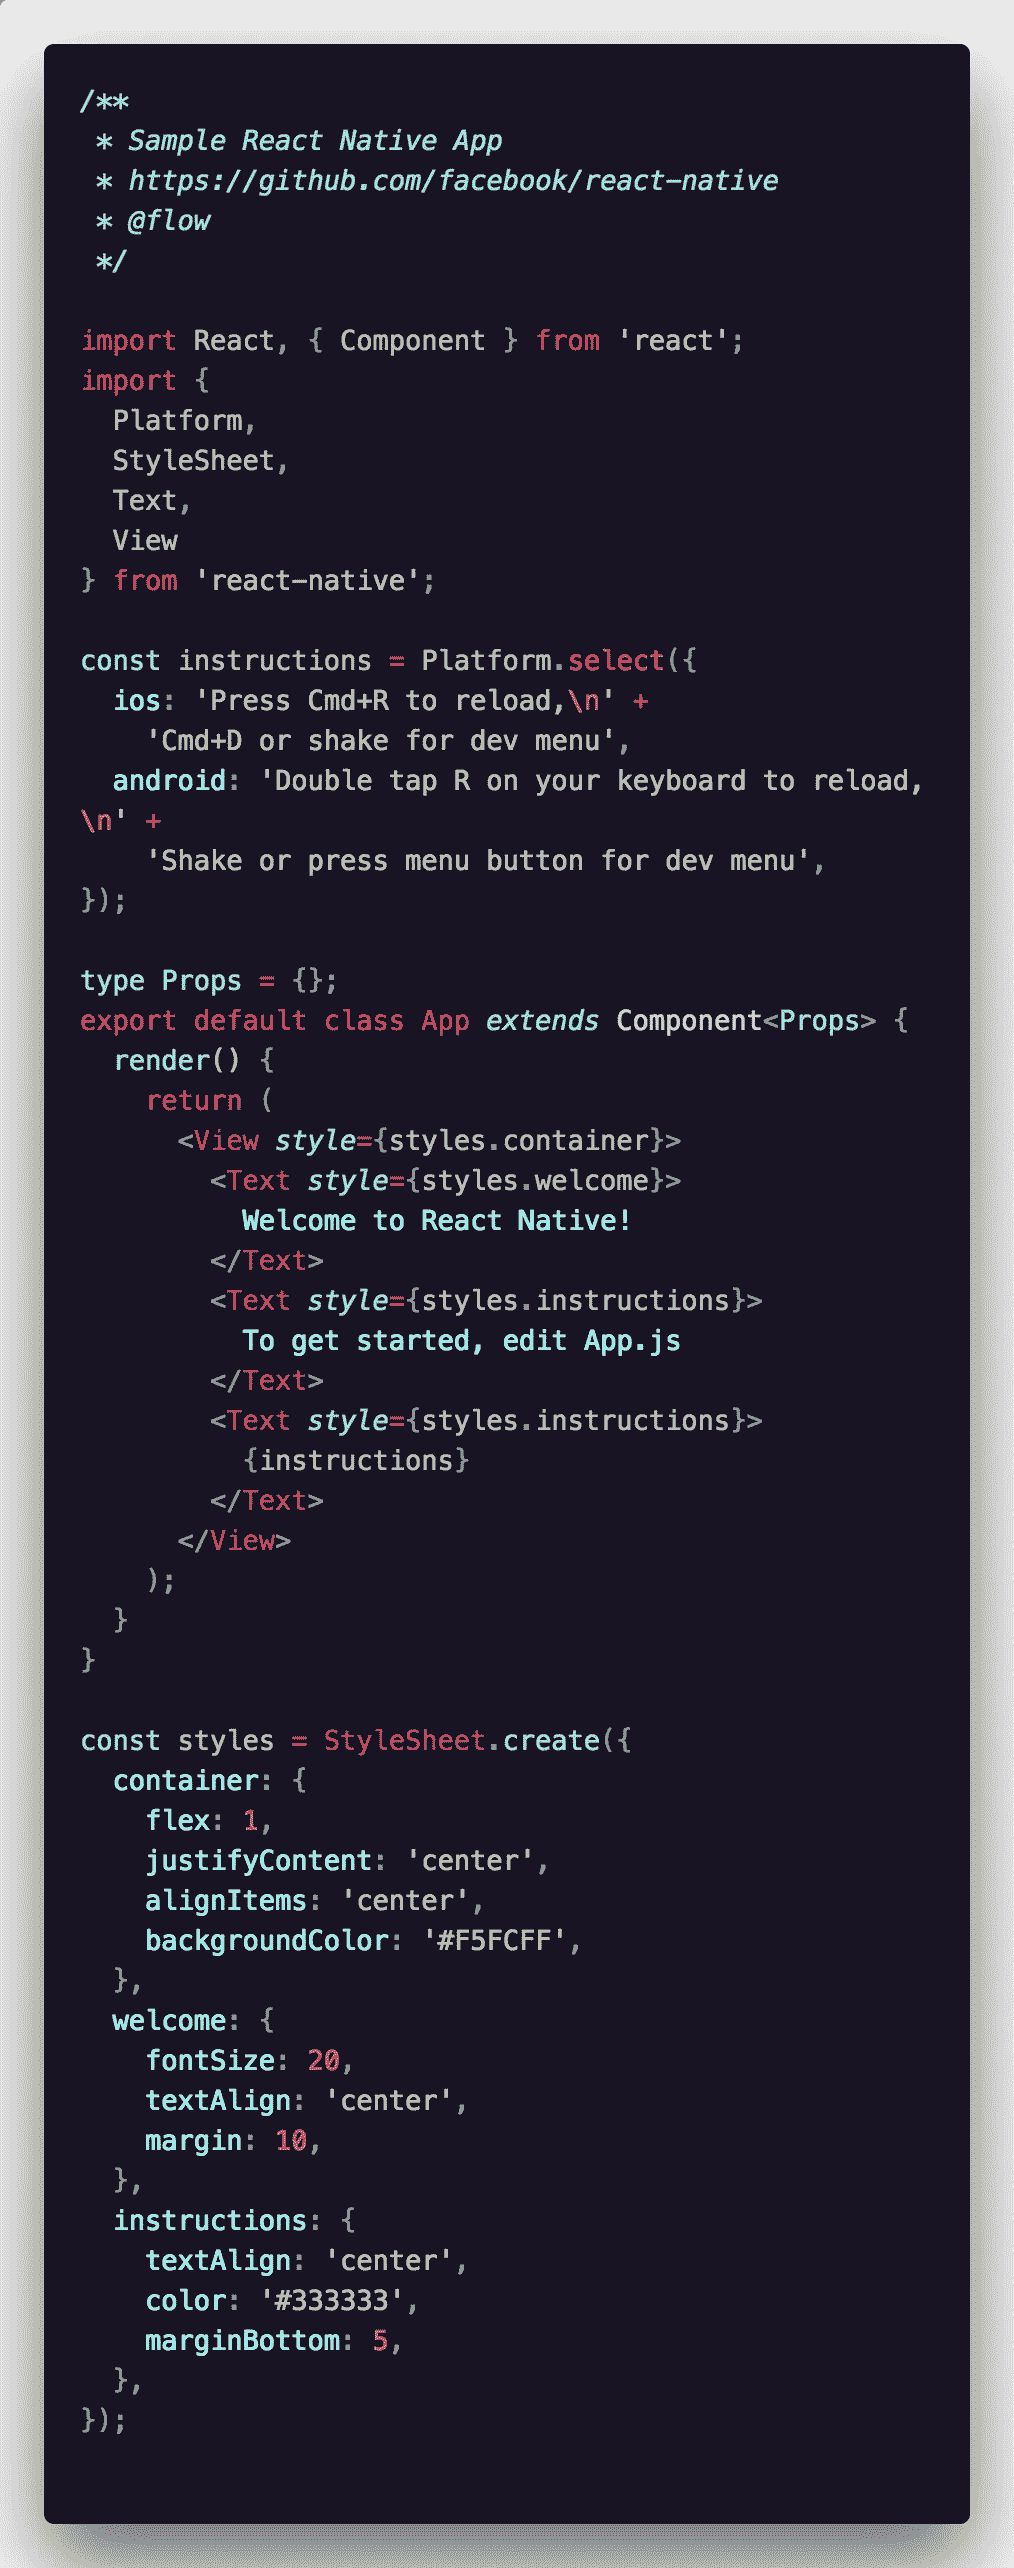 /**
 * Sample React Native App
 * https://github.com/facebook/react-native
 * @flow
 */

import React, { Component } from 'react';
import {
  Platform,
  StyleSheet,
  Text,
  View
} from 'react-native';

const instructions = Platform.select({
  ios: 'Press Cmd+R to reload,\n' +
    'Cmd+D or shake for dev menu',
  android: 'Double tap R on your keyboard to reload,
\n' +
    'Shake or press menu button for dev menu',
});

type Props = {};
export default class App extends Component<Props> {
  render() {
    return (
      <View style={styles.container}>
        <Text style={styles.welcome}>
          Welcome to React Native!
        </Text>
        <Text style={styles.instructions}>
          To get started, edit App.js
        </Text>
        <Text style={styles.instructions}>
          {instructions}
        </Text>
      </View>
    );
  }
}

const styles = StyleSheet.create({
  container: {
    flex: 1,
    justifyContent: 'center',
    alignItems: 'center',
    backgroundColor: '#F5FCFF',
  },
  welcome: {
    fontSize: 20,
    textAlign: 'center',
    margin: 10,
  },
  instructions: {
    textAlign: 'center',
    color: '#333333',
    marginBottom: 5,
  },
});